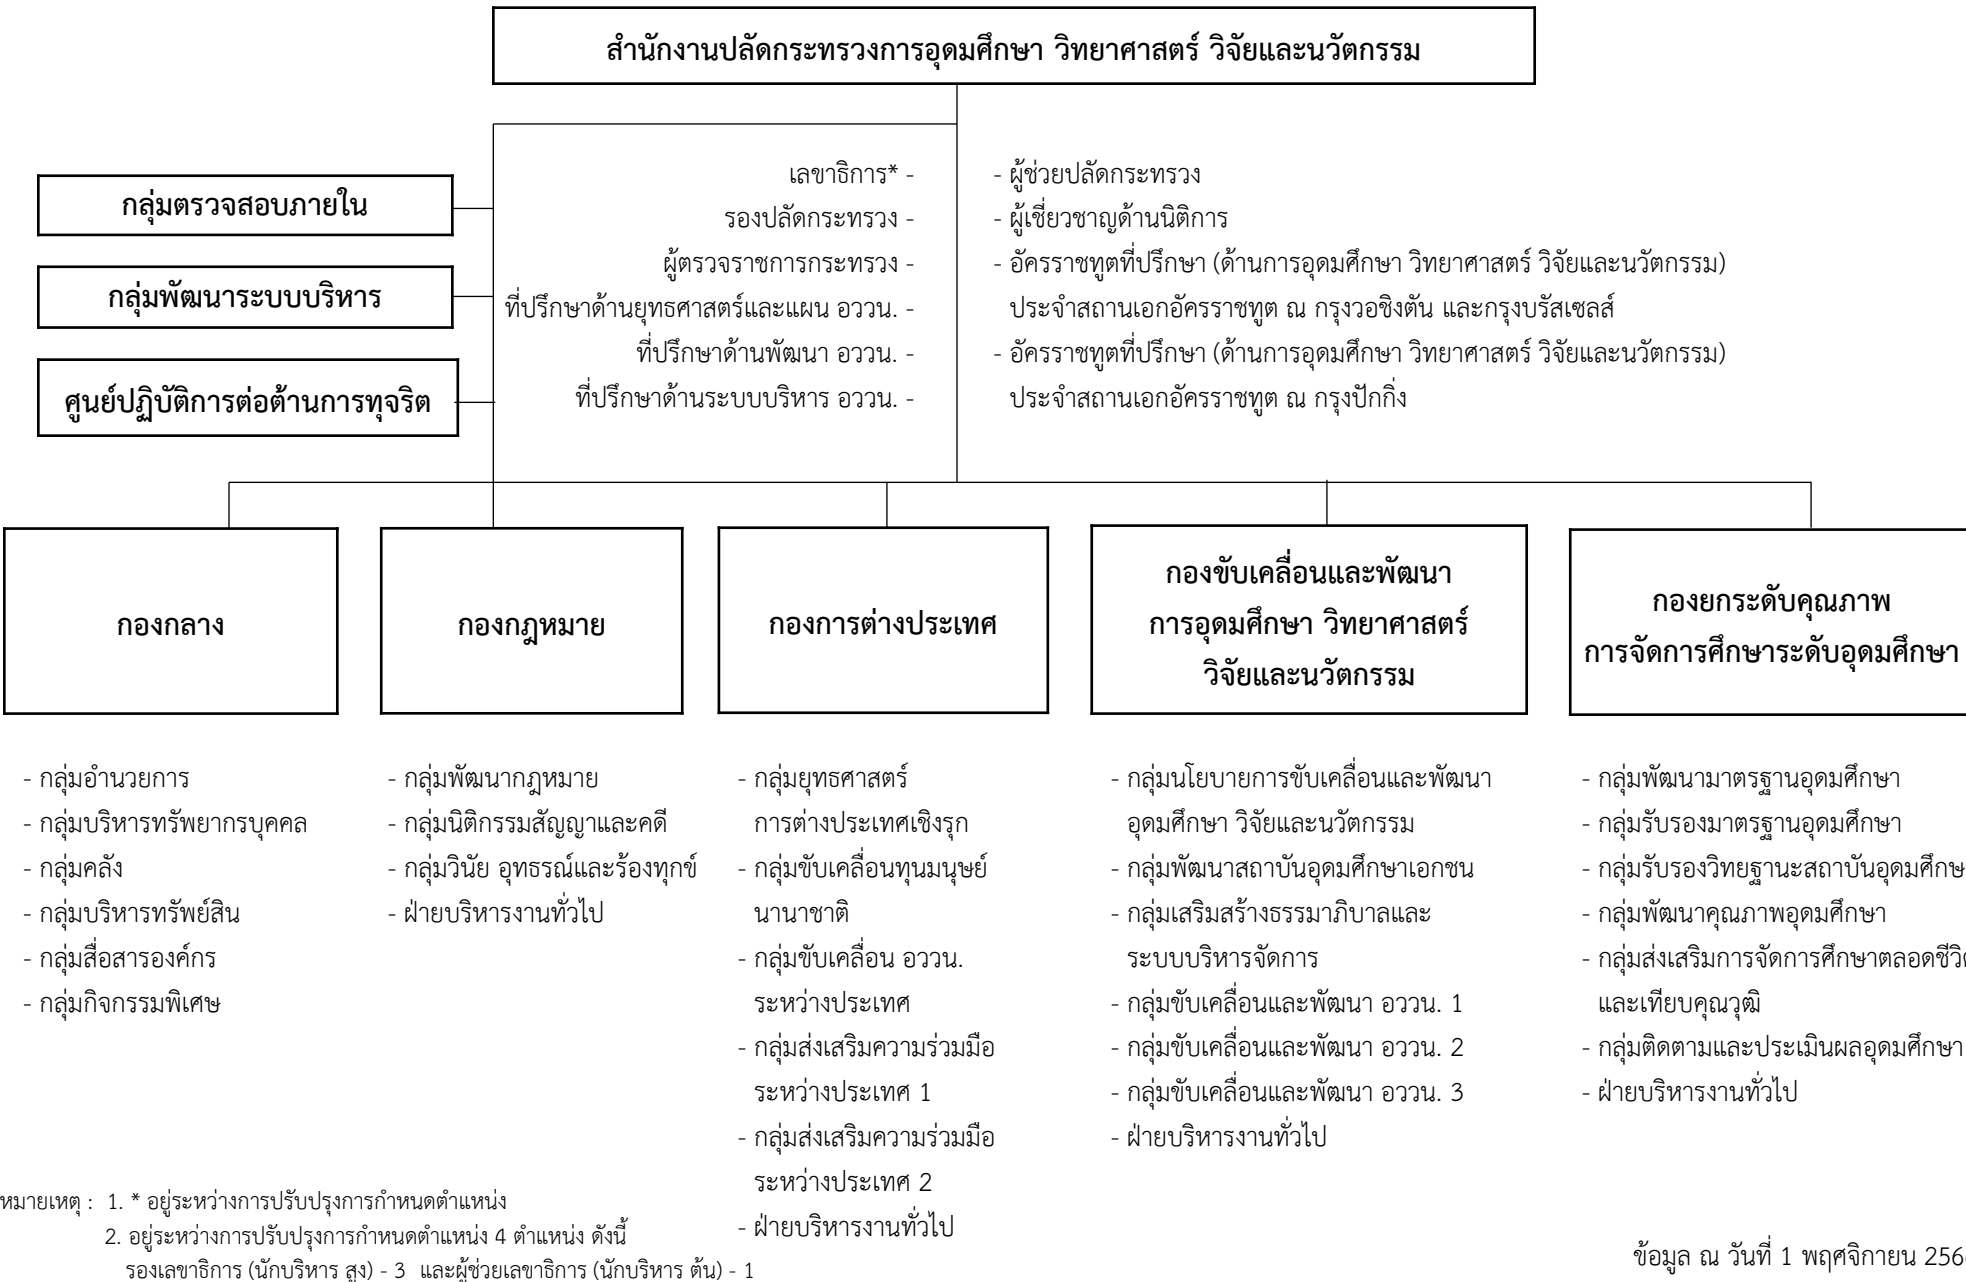 สำนักงานปลัดกระทรวงการอุดมศึกษา วิทยาศาสตร์ วิจัยและนวัตกรรม
กลุ่มตรวจสอบภายใน
กลุ่มพัฒนาระบบบริหาร
ศูนย์ปฏิบัติการต่อต้านการทุจริต
เลขาธิการ* -
รองปลัดกระทรวง -
ผู้ตรวจราชการกระทรวง -
ที่ปรึกษาด้านยุทธศาสตร์และแผน อววน. -
ที่ปรึกษาด้านพัฒนา อววน. -
ที่ปรึกษาด้านระบบบริหาร อววน. -
- ผู้ช่วยปลัดกระทรวง
- ผู้เชี่ยวชาญด้านนิติการ
- อัครราชทูตที่ปรึกษา (ด้านการอุดมศึกษา วิทยาศาสตร์ วิจัยและนวัตกรรม)
ประจำสถานเอกอัครราชทูต ณ กรุงวอชิงตัน และกรุงบรัสเซลส์
- อัครราชทูตที่ปรึกษา (ด้านการอุดมศึกษา วิทยาศาสตร์ วิจัยและนวัตกรรม)
ประจำสถานเอกอัครราชทูต ณ กรุงปักกิ่ง
กองกลาง
- กลุ่มอำนวยการ
- กลุ่มบริหารทรัพยากรบุคคล
- กลุ่มคลัง
- กลุ่มบริหารทรัพย์สิน
- กลุ่มสื่อสารองค์กร
- กลุ่มกิจกรรมพิเศษ
กองกฎหมาย
- กลุ่มพัฒนากฎหมาย
- กลุ่มนิติกรรมสัญญาและคดี
- กลุ่มวินัย อุทธรณ์และร้องทุกข์
- ฝ่ายบริหารงานทั่วไป
กองการต่างประเทศ
- กลุ่มยุทธศาสตร์
การต่างประเทศเชิงรุก
- กลุ่มขับเคลื่อนทุนมนุษย์
นานาชาติ
- กลุ่มขับเคลื่อน อววน.
ระหว่างประเทศ
- กลุ่มส่งเสริมความร่วมมือ
ระหว่างประเทศ 1
- กลุ่มส่งเสริมความร่วมมือ
ระหว่างประเทศ 2
- ฝ่ายบริหารงานทั่วไป
กองขับเคลื่อนและพัฒนา
การอุดมศึกษา วิทยาศาสตร์
วิจัยและนวัตกรรม
- กลุ่มนโยบายการขับเคลื่อนและพัฒนา
อุดมศึกษา วิจัยและนวัตกรรม
- กลุ่มพัฒนาสถาบันอุดมศึกษาเอกชน
- กลุ่มเสริมสร้างธรรมาภิบาลและ
ระบบบริหารจัดการ
- กลุ่มขับเคลื่อนและพัฒนา อววน. 1
- กลุ่มขับเคลื่อนและพัฒนา อววน. 2
- กลุ่มขับเคลื่อนและพัฒนา อววน. 3
- ฝ่ายบริหารงานทั่วไป
กองยกระดับคุณภาพ
การจัดการศึกษาระดับอุดมศึกษา
- กลุ่มพัฒนามาตรฐานอุดมศึกษา
- กลุ่มรับรองมาตรฐานอุดมศึกษา
- กลุ่มรับรองวิทยฐานะสถาบันอุดมศึกษ
- กลุ่มพัฒนาคุณภาพอุดมศึกษา
- กลุ่มส่งเสริมการจัดการศึกษาตลอดชีวิ
และเทียบคุณวุฒิ
- กลุ่มติดตามและประเมินผลอุดมศึกษา
- ฝ่ายบริหารงานทั่วไป
หมายเหตุ : 1. * อยู่ระหว่างการปรับปรุงการกำหนดตำแหน่ง
2. อยู่ระหว่างการปรับปรุงการกำหนดตำแหน่ง 4 ตำแหน่ง ดังนี้
รองเลขาธิการ (นักบริหาร สูง) - 3 และผู้ช่วยเลขาธิการ (นักบริหาร ต้น) - 1
ข้อมูล ณ วันที่ 1 พฤศจิกายน